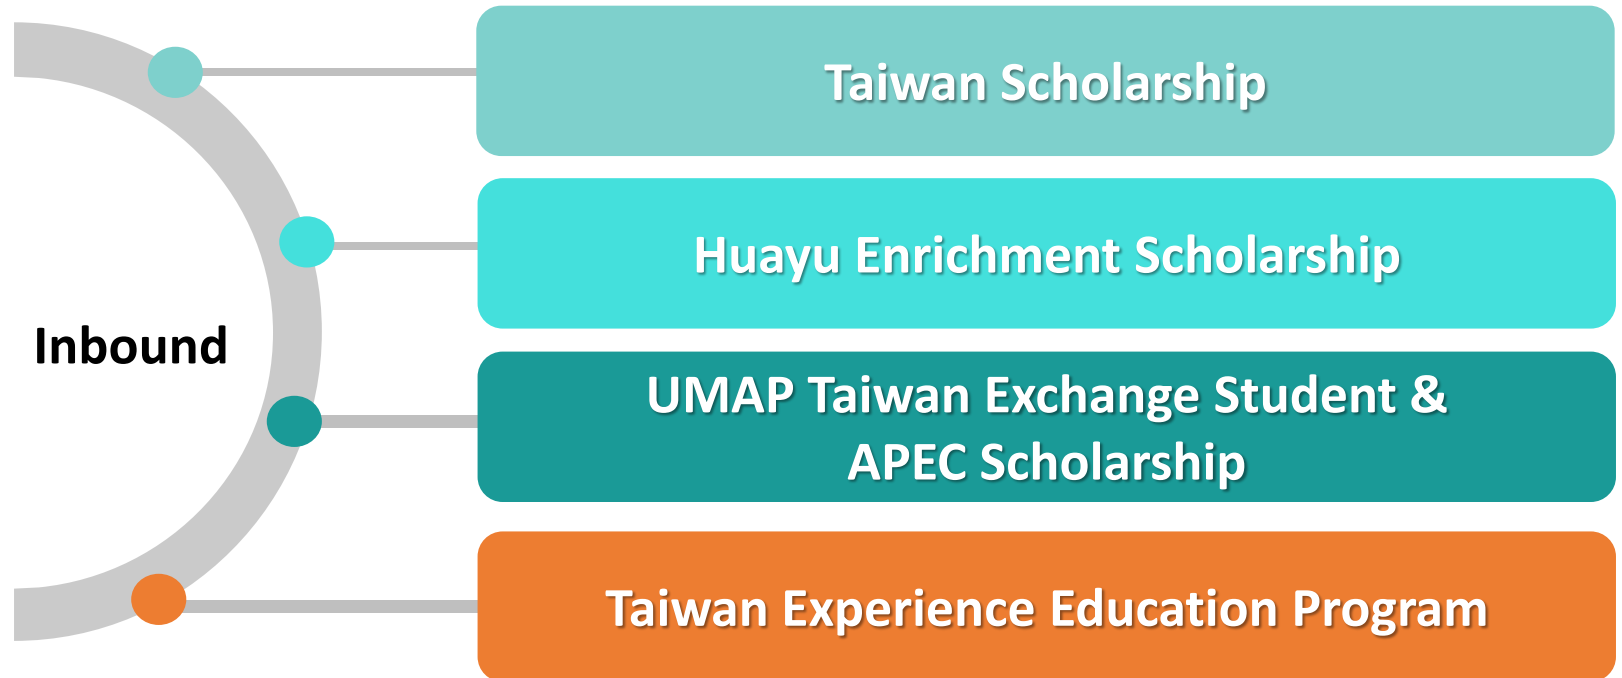 Taiwan Scholarship
Huayu Enrichment Scholarship
Inbound
UMAP Taiwan Exchange Student &
APEC Scholarship
Taiwan Experience Education Program